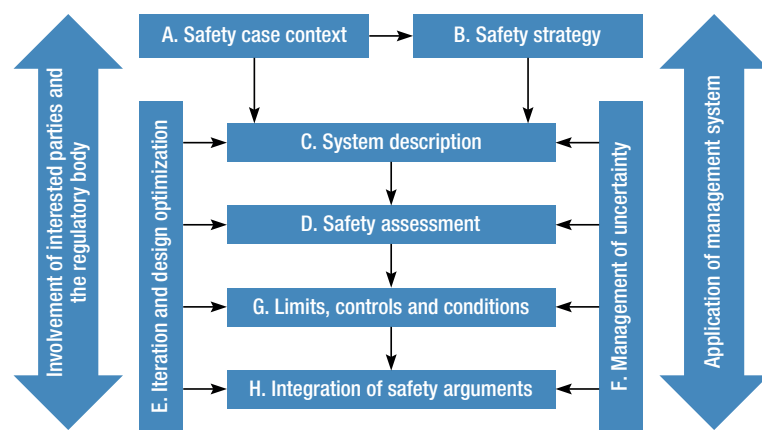 A. Safety case context
B. Safety strategy
Involvement of interested parties and
the regulatory body
E. Iteration and design optimization
C. System description
D. Safety assessment
G. Limits, controls and conditions
H. Integration of safety arguments
F. Management of uncertainty
Application of management system